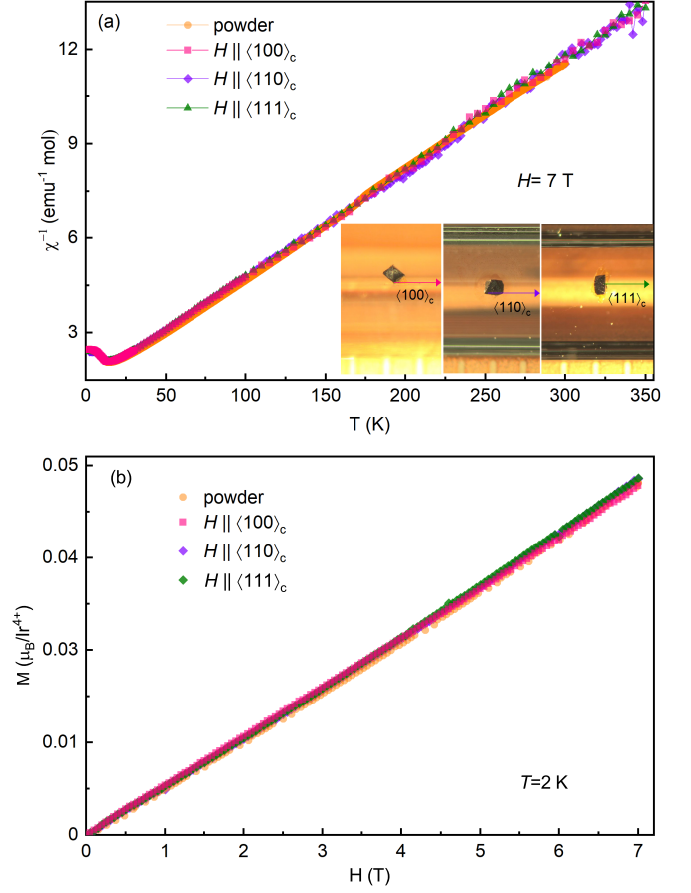 (a)
powder
H || ⟨100⟩c
H || ⟨110⟩c
H || ⟨111⟩c
12
9
6
3
0
χ⁻¹ (emu⁻¹ mol)
H= 7 T
⟨100⟩c
⟨110⟩c
⟨111⟩c
0 50 100 150 200 250 300 350
T (K)
(b)
powder
H || ⟨100⟩c
H || ⟨110⟩c
H || ⟨111⟩c
0.05
0.04
0.03
0.01
0
M (μB/Ir⁴⁺)
T=2 K
0 1 2 3 4 5 6 7
H (T)